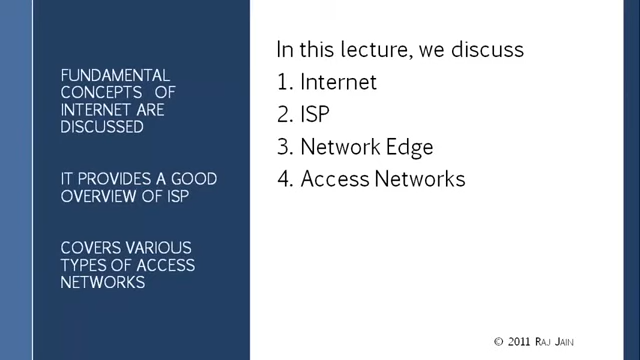 FUNDAMENTAL
CONCEPTS OF
INTERNET ARE
DISCUSSED
IT PROVIDES A GOOD
OVERVIEW OF ISP
COVERS VARIOUS
TYPES OF ACCESS
NETWORKS
In this lecture, we discuss
1. Internet
2. ISP
3. Network Edge
4. Access Networks
© 2011 RAJ JAIN